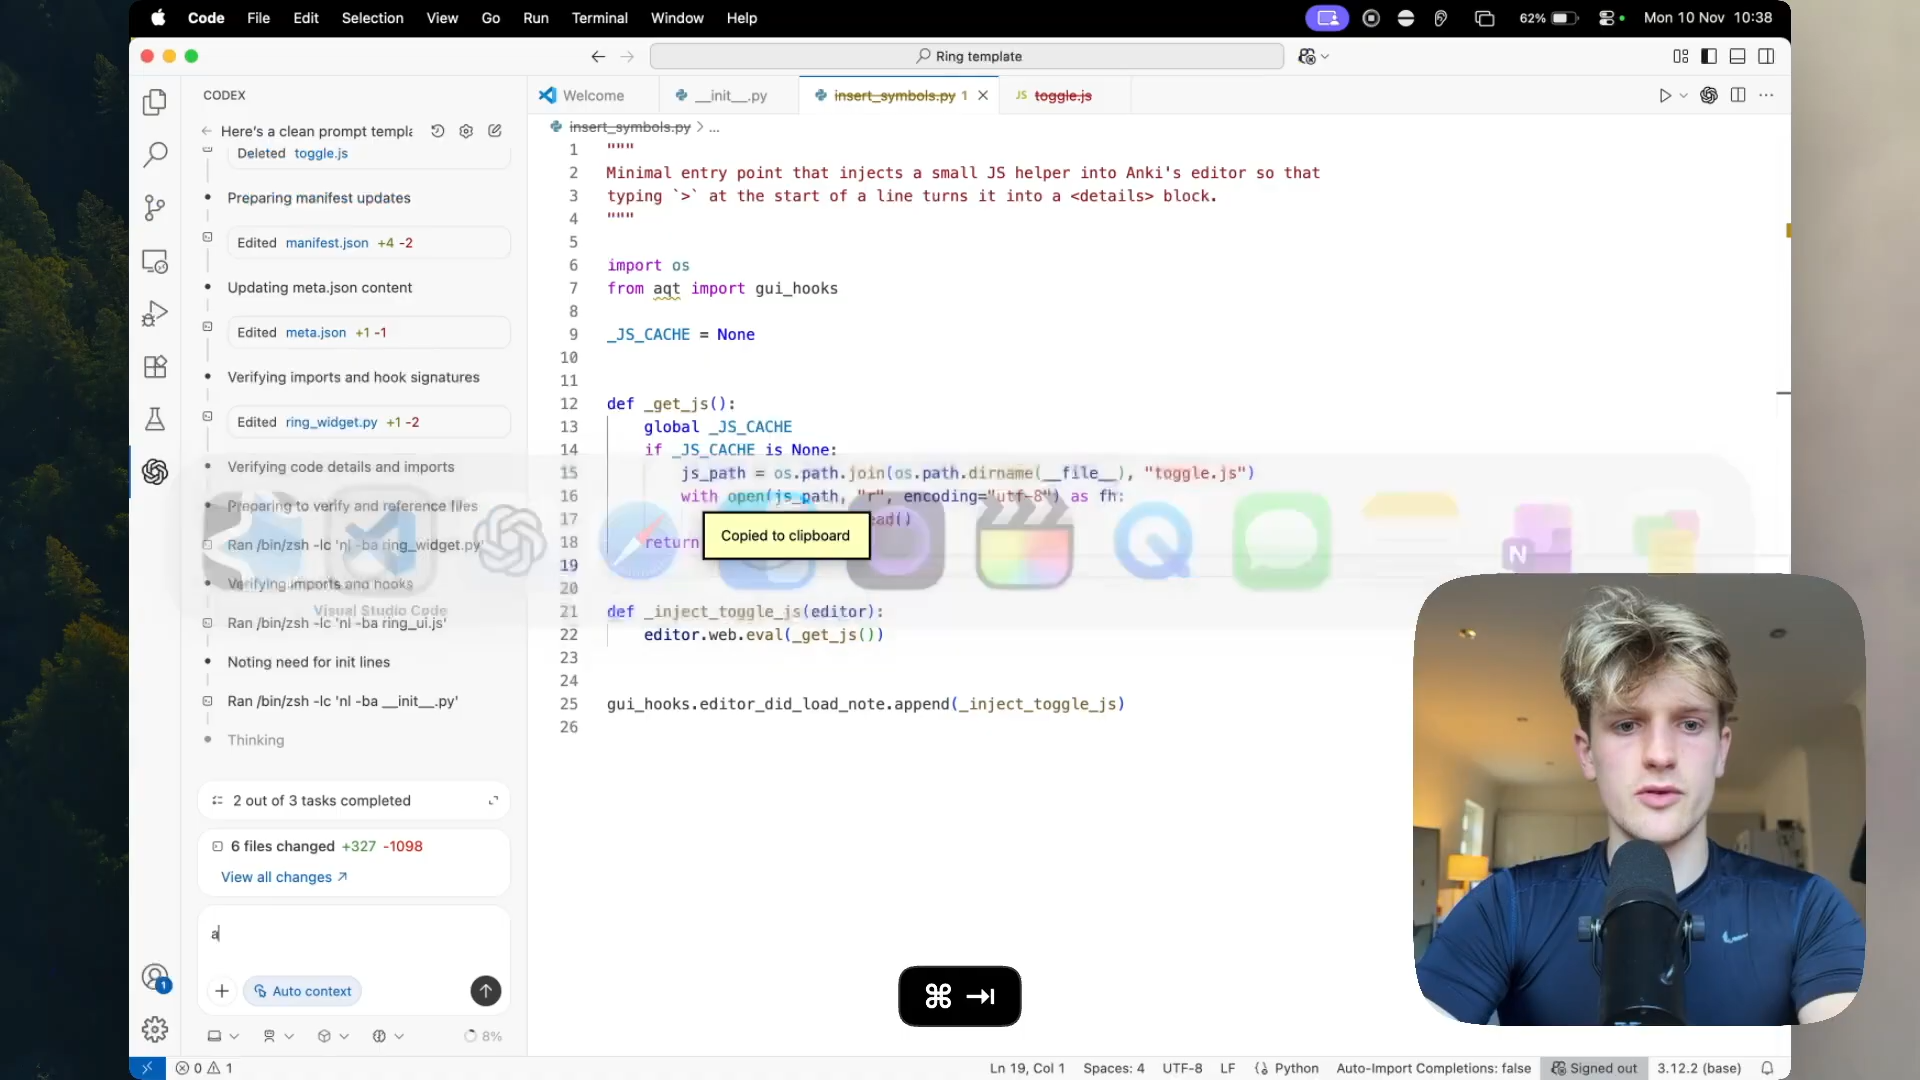 Code File Edit Selection View Go Run Terminal Window Help
62% Mon 10 Nov 10:38
Ring template
CODEX
Welcome
__init__.py
insert_symbols.py 1
JS toggle.js
Here's a clean prompt templa
insert_symbols.py > ...
Deleted toggle.js
Preparing manifest updates
Edited manifest.json +4 -2
Updating meta.json content
Edited meta.json +1 -1
Verifying imports and hook signatures
Edited ring_widget.py +1 -2
Verifying code details and imports
Preparing to verify and reference files
Ran /bin/zsh -lc 'nl -ba ring_widget.py'
Verifying imports and hooks
Visual Studio Code
Ran /bin/zsh -lc 'nl -ba ring_ui.js'
Noting need for init lines
Ran /bin/zsh -lc 'nl -ba __init__.py'
Thinking
2 out of 3 tasks completed
6 files changed +327 -1098
View all changes
a
Auto context
8%
1 """
2 Minimal entry point that injects a small JS helper into Anki's editor so that
3 typing `>` at the start of a line turns it into a <details> block.
4 """
5
6 import os
7 from aqt import gui_hooks
8
9 _JS_CACHE = None
10
11
12 def _get_js():
13 global _JS_CACHE
14 if _JS_CACHE is None:
15 js_path = os.path.join(os.path.dirname(__file__), "toggle.js")
16 with open(js_path, "r", encoding="utf-8") as fh:
17 ead()
18 return
19
20
21 def _inject_toggle_js(editor):
22 editor.web.eval(_get_js())
23
24
25 gui_hooks.editor_did_load_note.append(_inject_toggle_js)
26
Copied to clipboard
N
⌘ ⇥
1
0 1
Ln 19, Col 1 Spaces: 4 UTF-8 LF Python Auto-Import Completions: false Signed out 3.12.2 (base)